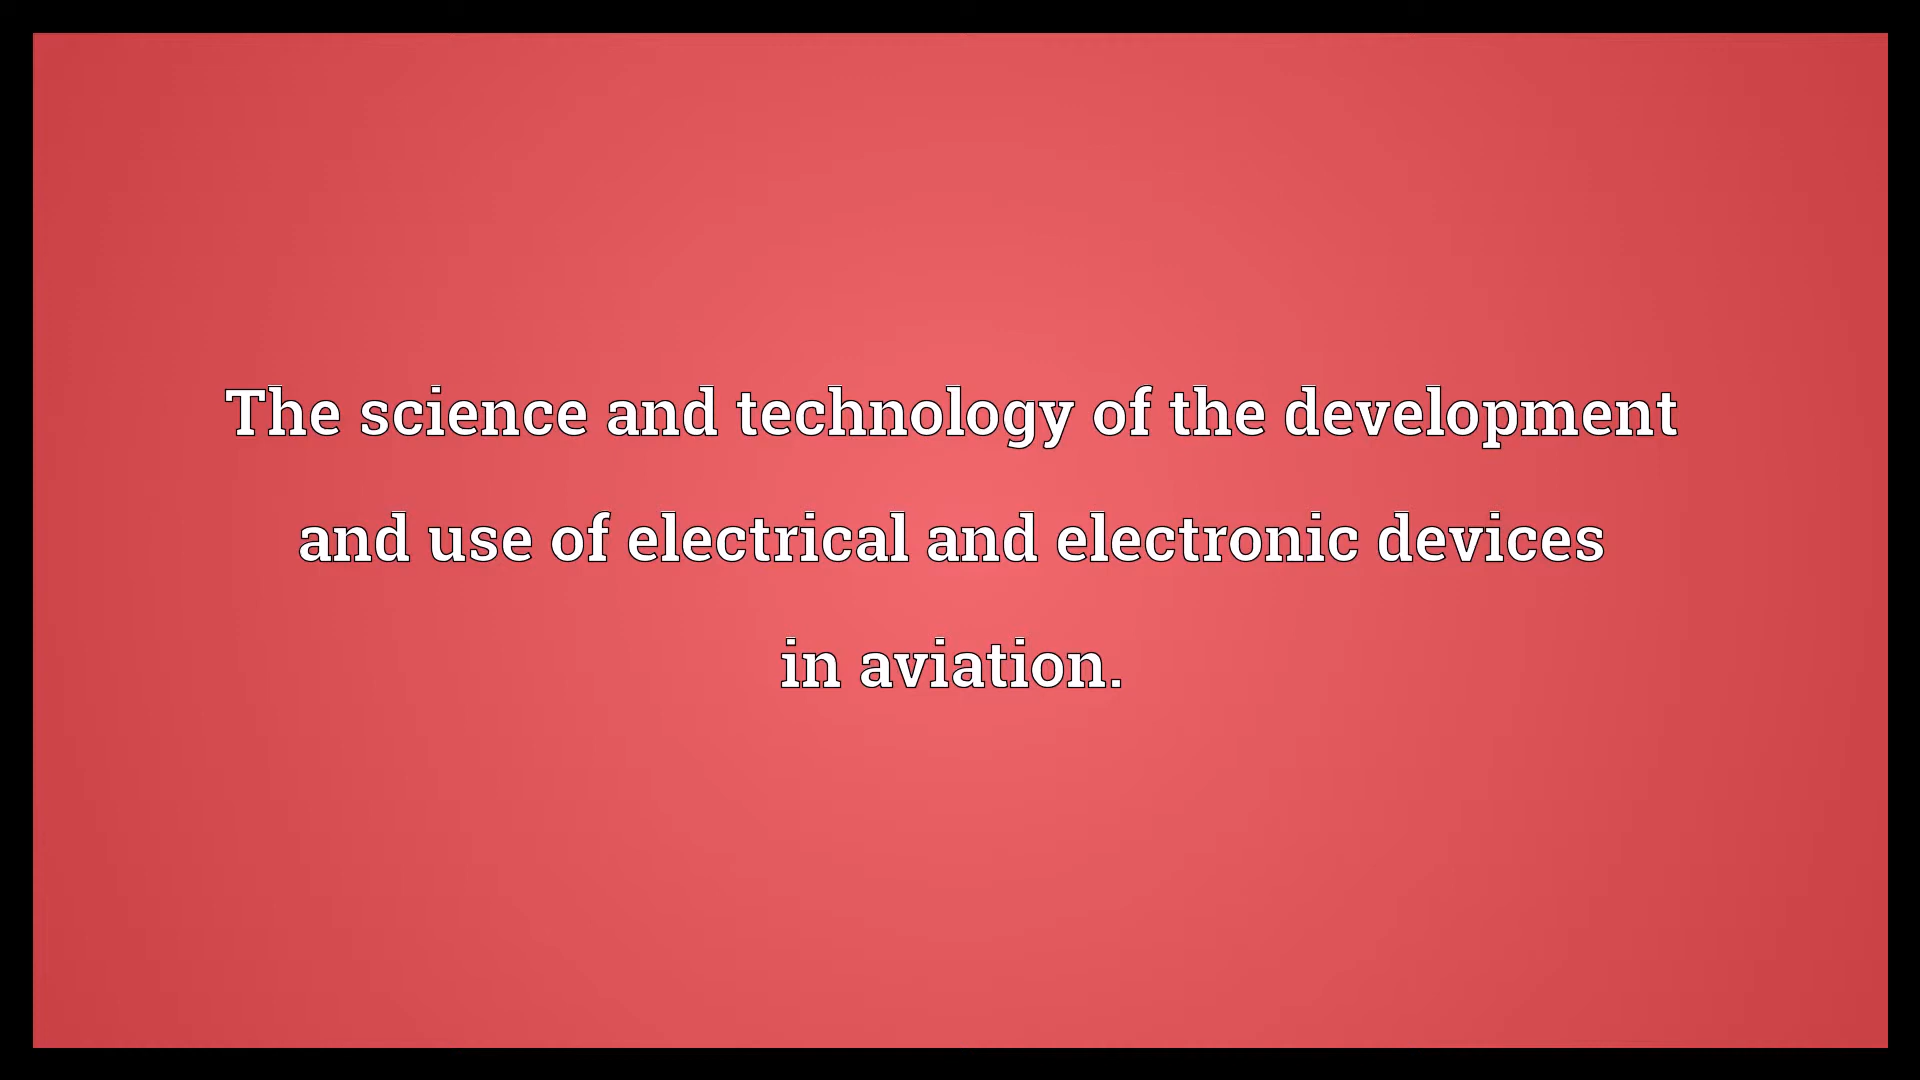 The science and technology of the development
and use of electrical and electronic devices
in aviation.